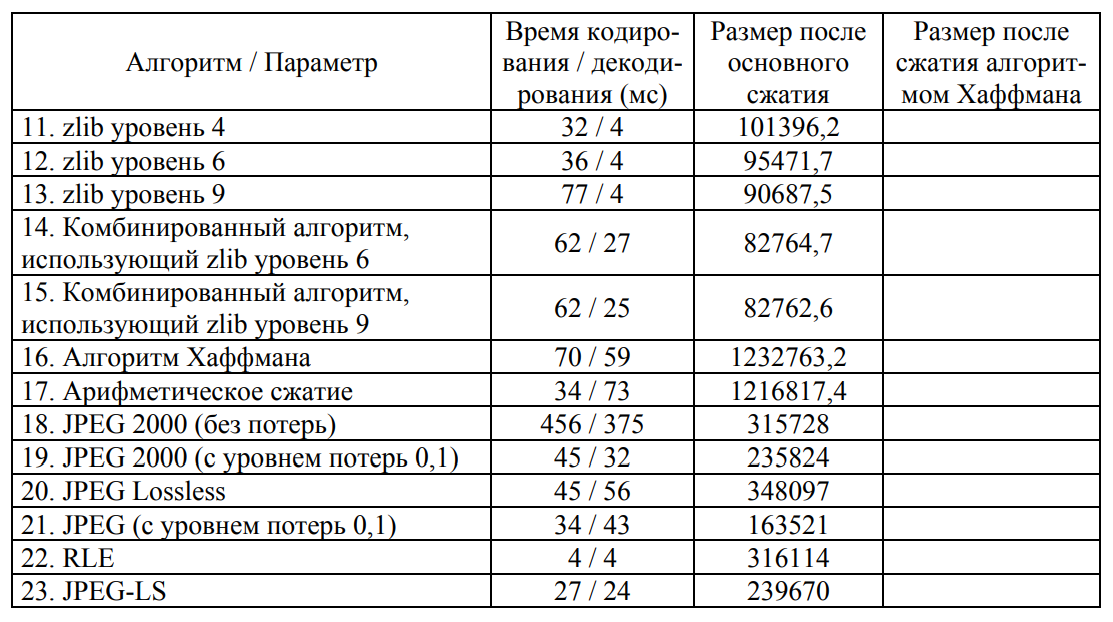 Алгоритм / Параметр
Время кодиро-
вания / декоди-
рования (мс)
Размер после
основного
сжатия
Размер после
сжатия алгорит-
мом Хаффмана
11. zlib уровень 4 32 / 4 101396,2
12. zlib уровень 6 36 / 4 95471,7
13. zlib уровень 9 77 / 4 90687,5
14. Комбинированный алгоритм,
использующий zlib уровень 6
62 / 27 82764,7
15. Комбинированный алгоритм,
использующий zlib уровень 9
62 / 25 82762,6
16. Алгоритм Хаффмана 70 / 59 1232763,2
17. Арифметическое сжатие 34 / 73 1216817,4
18. JPEG 2000 (без потерь) 456 / 375 315728
19. JPEG 2000 (с уровнем потерь 0,1) 45 / 32 235824
20. JPEG Lossless 45 / 56 348097
21. JPEG (с уровнем потерь 0,1) 34 / 43 163521
22. RLE 4 / 4 316114
23. JPEG-LS 27 / 24 239670